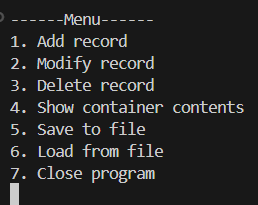 ------Menu------
1. Add record
2. Modify record
3. Delete record
4. Show container contents
5. Save to file
6. Load from file
7. Close program